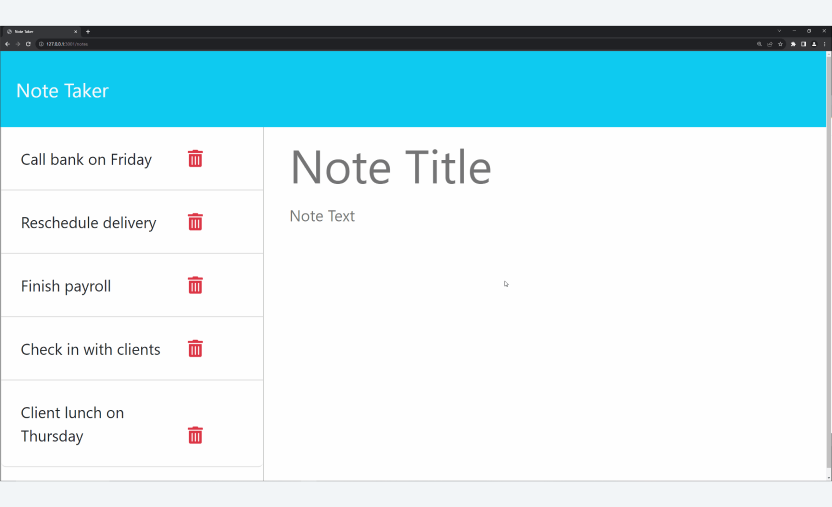 Note Taker
127.0.0.1:3001/notes
Note Taker
Call bank on Friday
Reschedule delivery
Finish payroll
Check in with clients
Client lunch on
Thursday
Note Title
Note Text